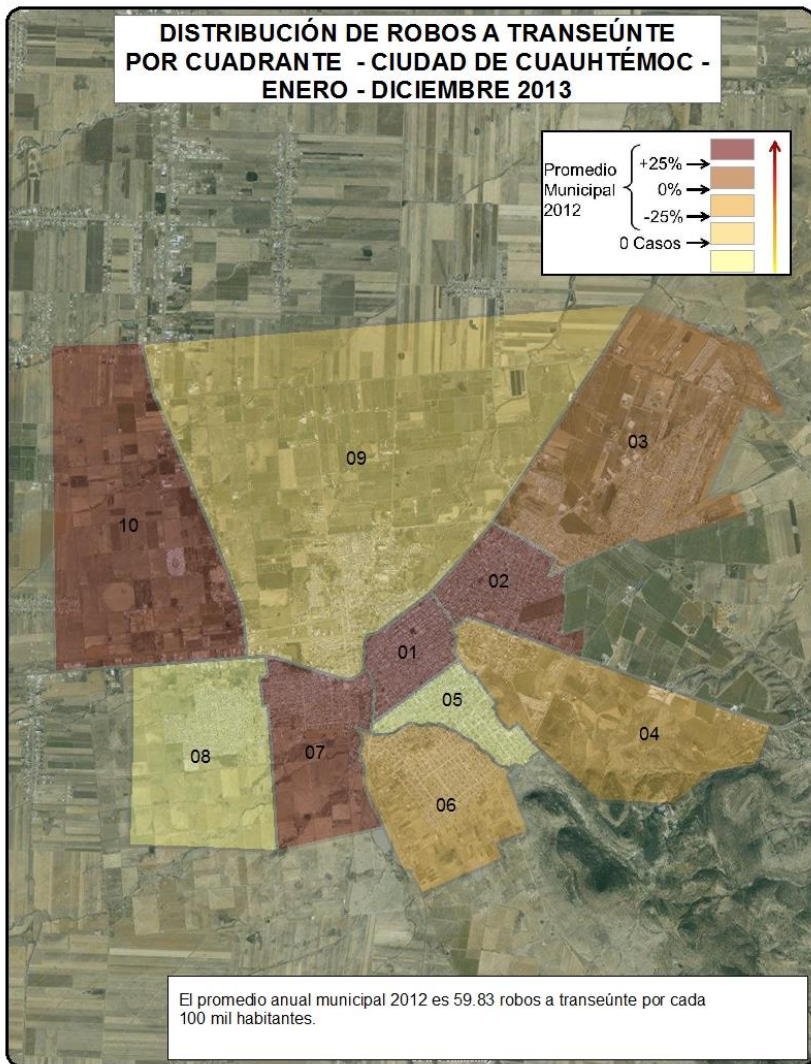 DISTRIBUCIÓN DE ROBOS A TRANSEÚNTE
POR CUADRANTE - CIUDAD DE CUAUHTÉMOC -
ENERO - DICIEMBRE 2013
Promedio
Municipal
2012
+25%
0%
-25%
0 Casos
03
09
10
02
01
05
04
08
07
06
El promedio anual municipal 2012 es 59.83 robos a transeúnte por cada
100 mil habitantes.